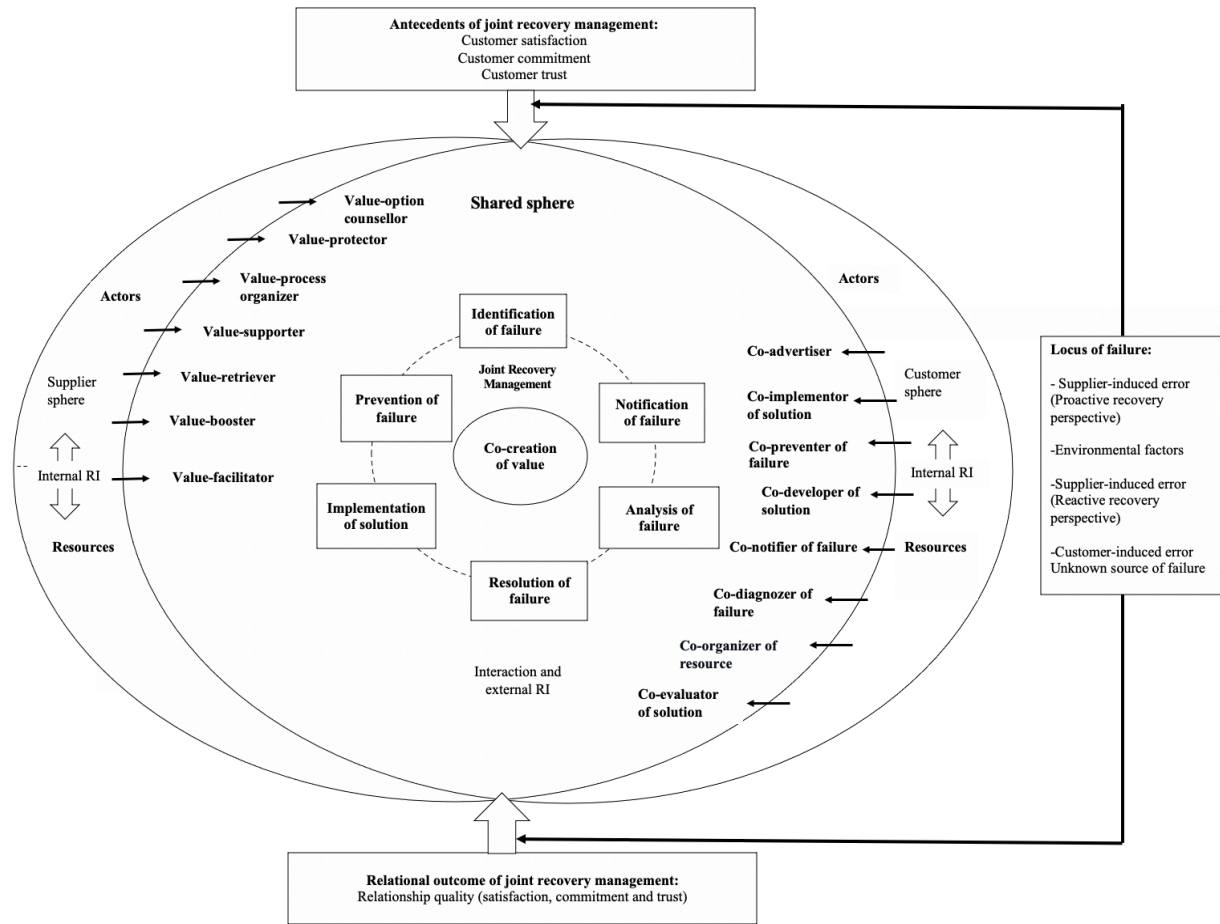 Antecedents of joint recovery management:
Customer satisfaction
Customer commitment
Customer trust
Shared sphere
Value-option
counsellor
Value-protector
Value-process
organizer
Value-supporter
Value-retriever
Value-booster
Value-facilitator
Actors
Supplier
sphere
Internal RI
Resources
Identification
of failure
Joint Recovery
Management
Prevention of
failure
Notification
of failure
Co-creation
of value
Implementation
of solution
Analysis of
failure
Resolution of
failure
Interaction and
external RI
Actors
Co-advertiser
Co-implementor
of solution
Co-preventer of
failure
Co-developer of
solution
Co-notifier of failure
Co-diagnozer of
failure
Co-organizer of
resource
Co-evaluator
of solution
Customer
sphere
Internal RI
Resources
Locus of failure:
- Supplier-induced error
(Proactive recovery
perspective)
-Environmental factors
-Supplier-induced error
(Reactive recovery
perspective)
-Customer-induced error
Unknown source of failure
Relational outcome of joint recovery management:
Relationship quality (satisfaction, commitment and trust)